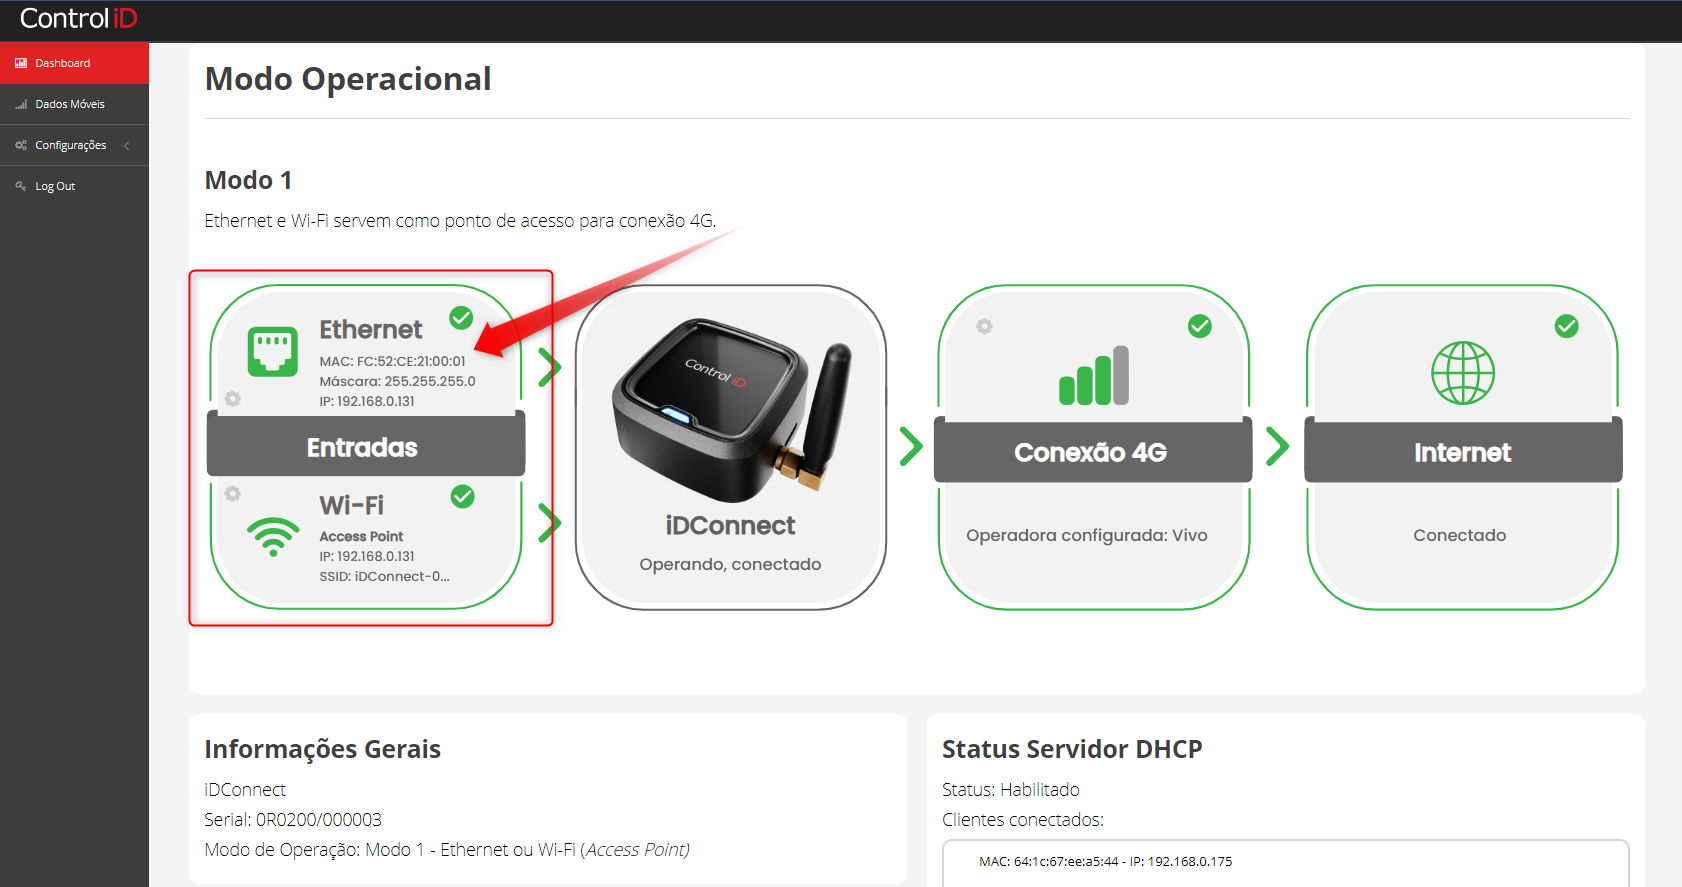 Control iD
Dashboard
Dados Móveis
Configurações
Log Out
Modo Operacional
Modo 1
Ethernet e Wi-Fi servem como ponto de acesso para conexão 4G.
Ethernet
MAC: FC:52:CE:21:00:01
Máscara: 255.255.255.0
IP: 192.168.0.131
Entradas
Wi-Fi
Access Point
IP: 192.168.0.131
SSID: iDConnect-0...
Control iD
iDConnect
Operando, conectado
Conexão 4G
Operadora configurada: Vivo
Internet
Conectado
Informações Gerais
iDConnect
Serial: 0R0200/000003
Modo de Operação: Modo 1 - Ethernet ou Wi-Fi (Access Point)
Status Servidor DHCP
Status: Habilitado
Clientes conectados:
MAC: 64:1c:67:ee:a5:44 - IP: 192.168.0.175